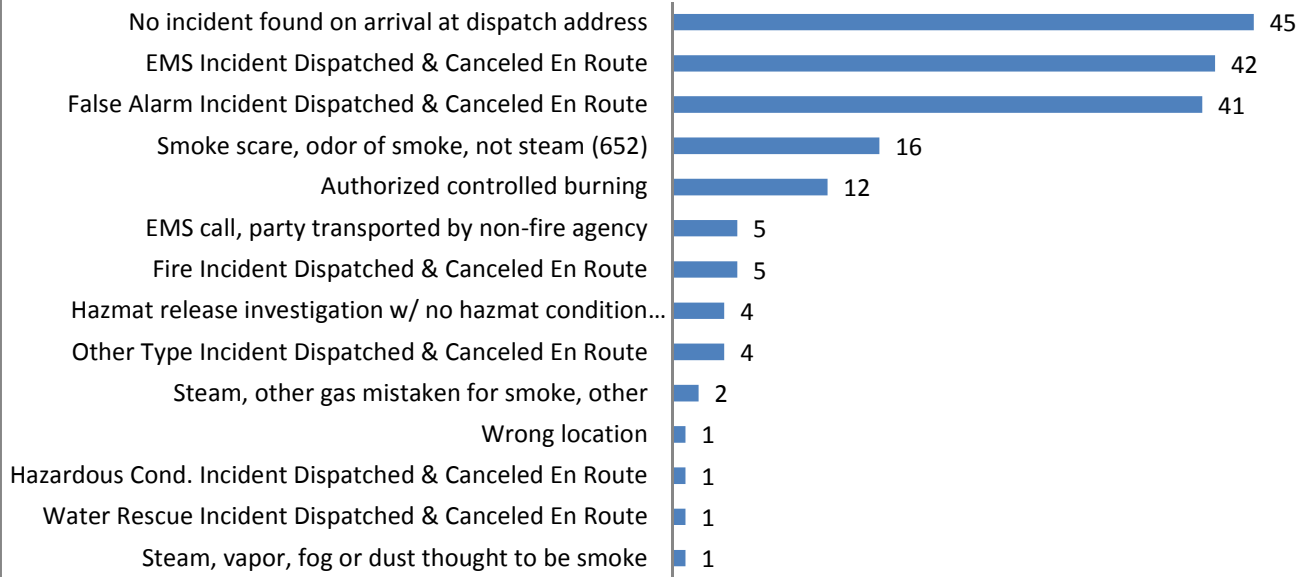 No incident found on arrival at dispatch address 45
EMS Incident Dispatched & Canceled En Route 42
False Alarm Incident Dispatched & Canceled En Route 41
Smoke scare, odor of smoke, not steam (652) 16
Authorized controlled burning 12
EMS call, party transported by non-fire agency 5
Fire Incident Dispatched & Canceled En Route 5
Hazmat release investigation w/ no hazmat condition… 4
Other Type Incident Dispatched & Canceled En Route 4
Steam, other gas mistaken for smoke, other 2
Wrong location 1
Hazardous Cond. Incident Dispatched & Canceled En Route 1
Water Rescue Incident Dispatched & Canceled En Route 1
Steam, vapor, fog or dust thought to be smoke 1